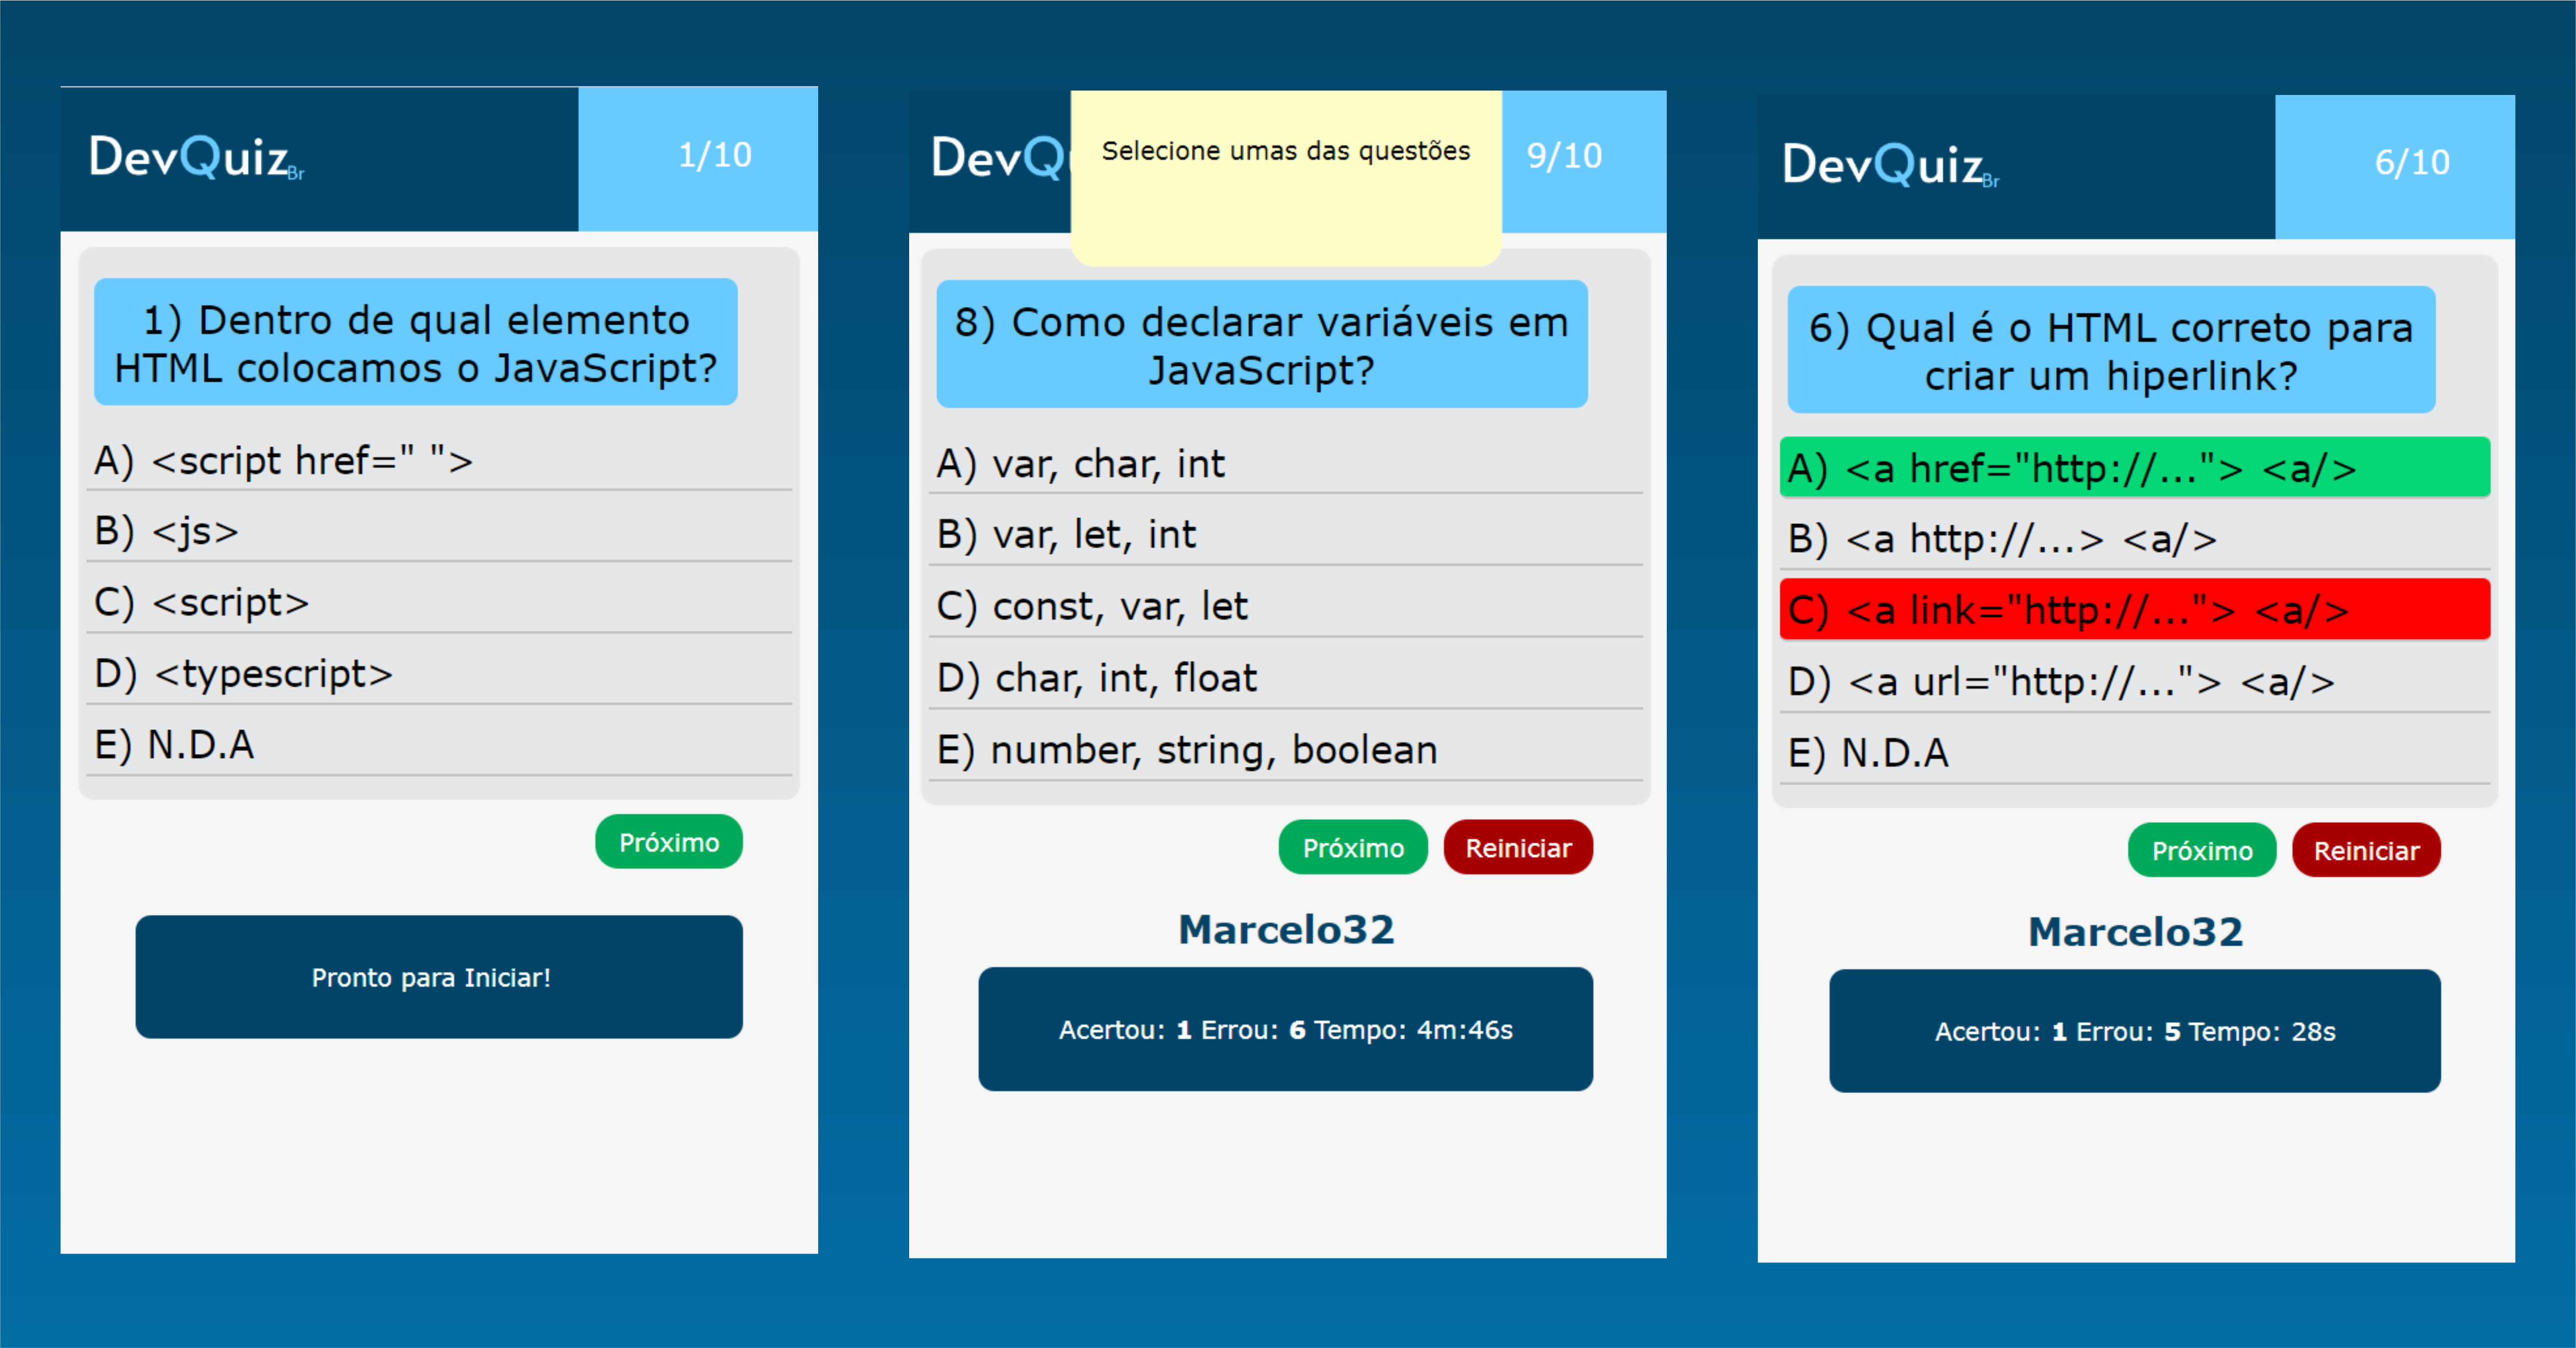 DevQuizBr
1/10
1) Dentro de qual elemento
HTML colocamos o JavaScript?
A) <script href=" ">
B) <js>
C) <script>
D) <typescript>
E) N.D.A
Próximo
Pronto para Iniciar!
DevQ
Selecione umas das questões
9/10
8) Como declarar variáveis em
JavaScript?
A) var, char, int
B) var, let, int
C) const, var, let
D) char, int, float
E) number, string, boolean
Próximo
Reiniciar
Marcelo32
Acertou: 1 Errou: 6 Tempo: 4m:46s
DevQuizBr
6/10
6) Qual é o HTML correto para
criar um hiperlink?
A) <a href="http://..."> <a/>
B) <a http://...> <a/>
C) <a link="http://..."> <a/>
D) <a url="http://..."> <a/>
E) N.D.A
Próximo
Reiniciar
Marcelo32
Acertou: 1 Errou: 5 Tempo: 28s